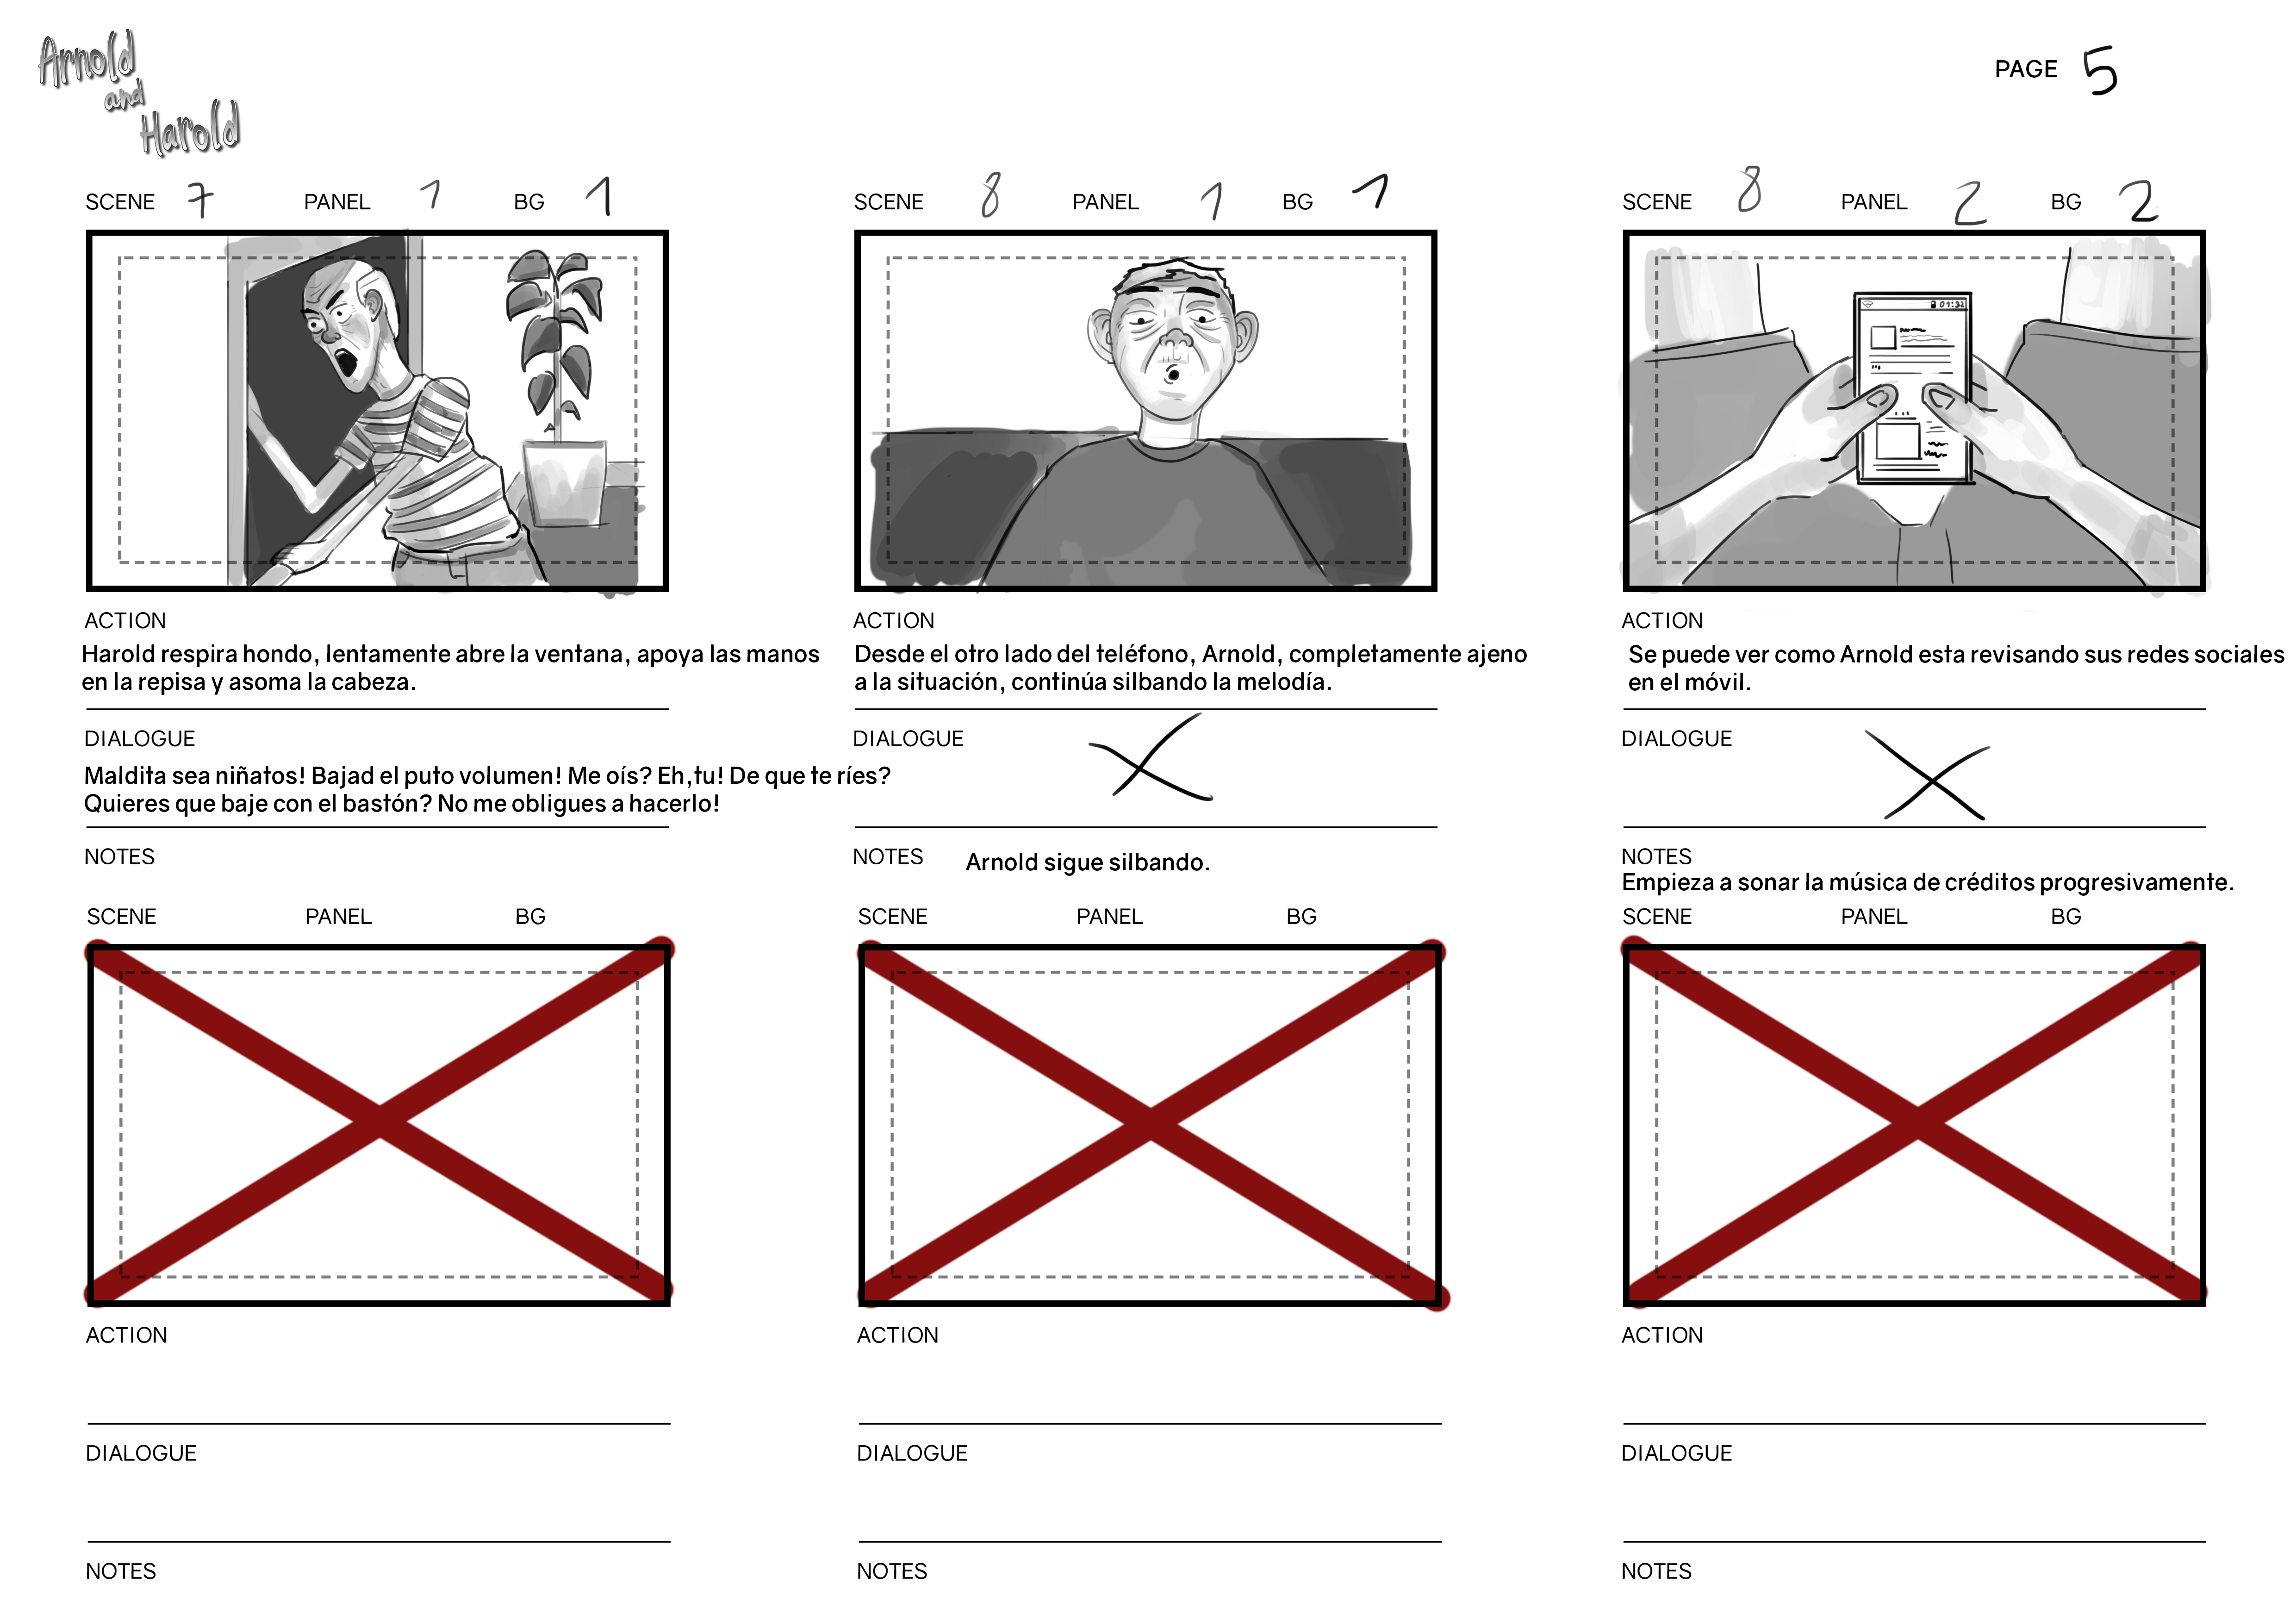 Arnold
and
Harold
PAGE 5
SCENE 7 PANEL 1 BG 1
ACTION
Harold respira hondo, lentamente abre la ventana, apoya las manos
en la repisa y asoma la cabeza.
DIALOGUE
Maldita sea niñatos! Bajad el puto volumen! Me oís? Eh,tu! De que te ríes?
Quieres que baje con el bastón? No me obligues a hacerlo!
NOTES
SCENE 8 PANEL 1 BG 1
ACTION
Desde el otro lado del teléfono, Arnold, completamente ajeno
a la situación, continúa silbando la melodía.
DIALOGUE
NOTES Arnold sigue silbando.
SCENE 8 PANEL 2 BG 2
01:32
ACTION
Se puede ver como Arnold esta revisando sus redes sociales
en el móvil.
DIALOGUE
NOTES
Empieza a sonar la música de créditos progresivamente.
SCENE PANEL BG
ACTION
DIALOGUE
NOTES
SCENE PANEL BG
ACTION
DIALOGUE
NOTES
SCENE PANEL BG
ACTION
DIALOGUE
NOTES